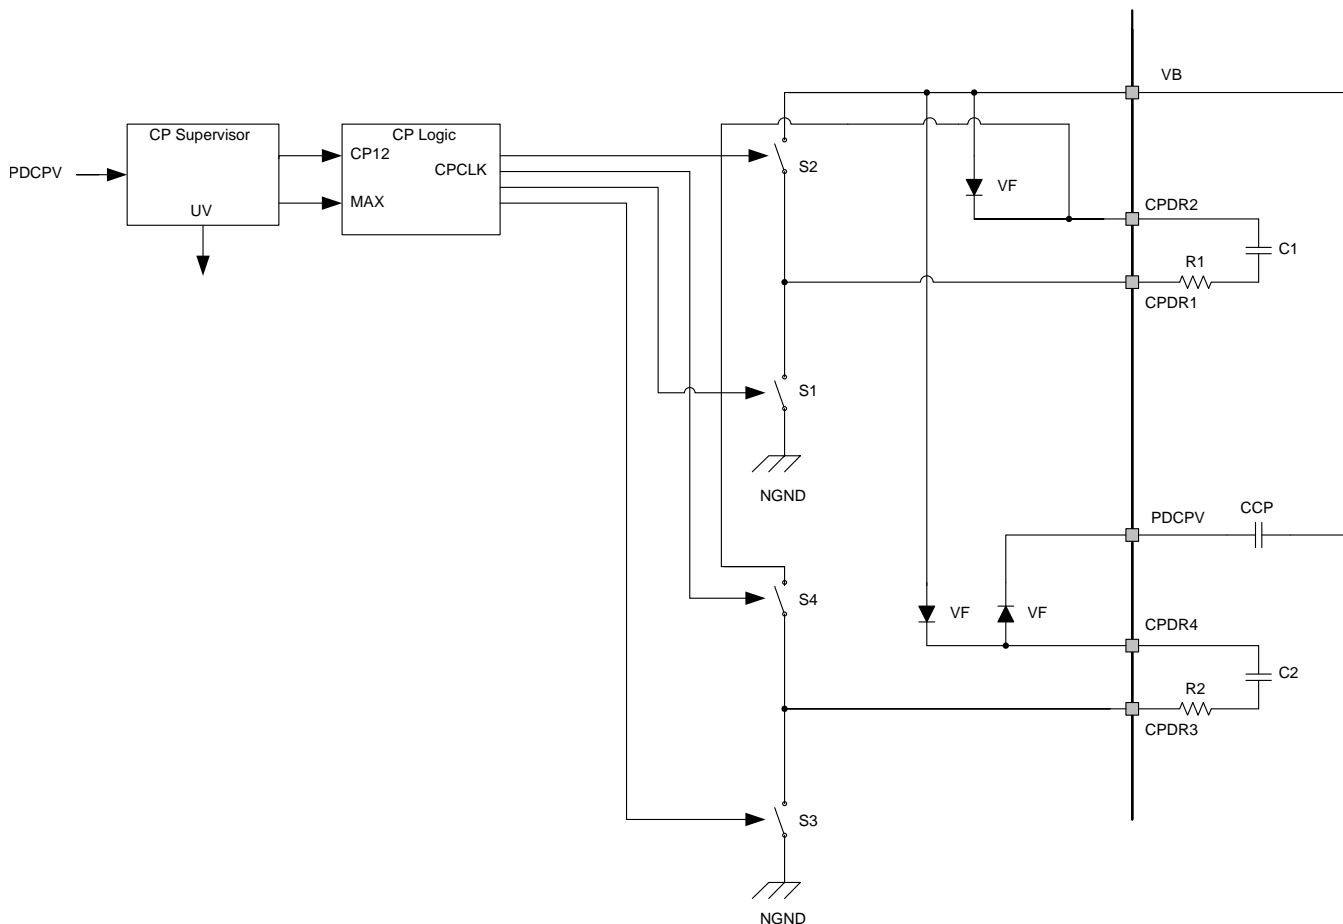 VB
CP Supervisor
CP Logic
CP12
PDCPV
CPCLK
S2
VF
MAX
CPDR2
UV
C1
R1
CPDR1
S1
NGND
PDCPV
CCP
S4
VF
VF
CPDR4
C2
R2
CPDR3
S3
NGND